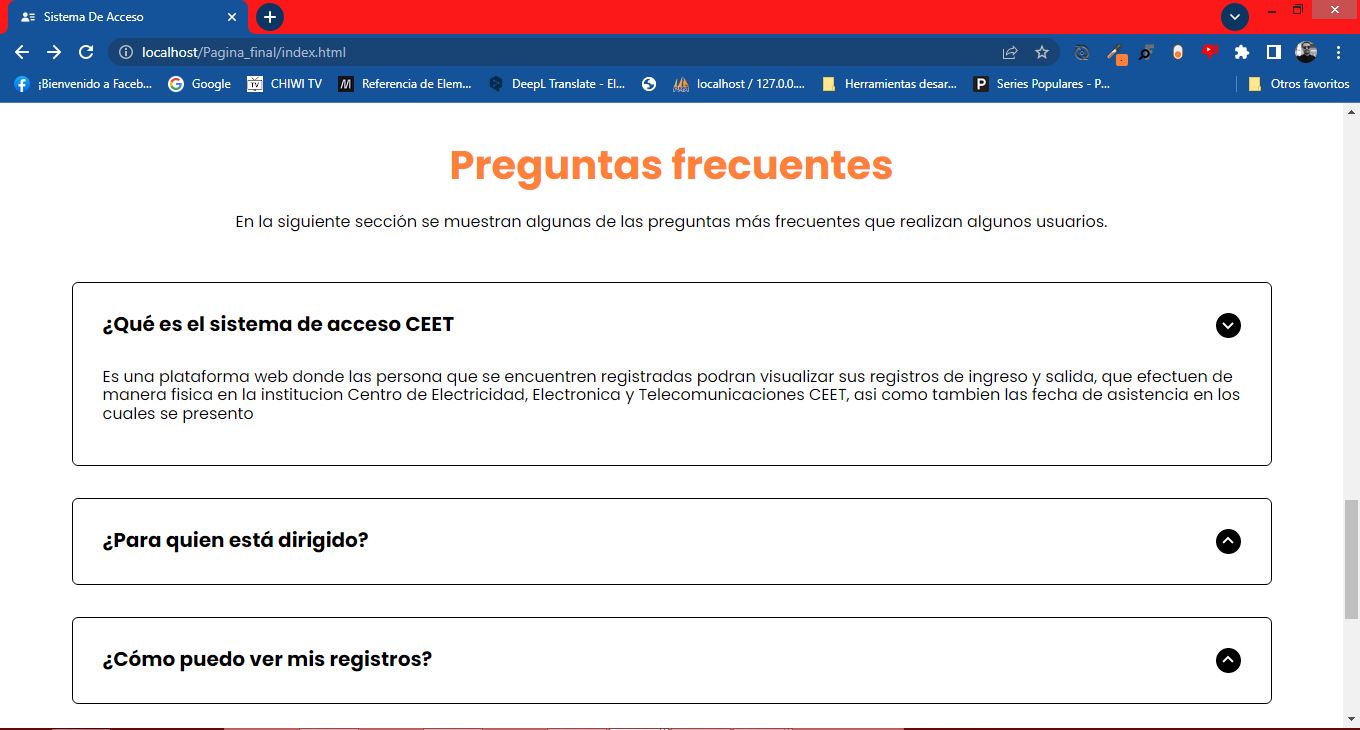 Sistema De Acceso
localhost/Pagina_final/index.html
¡Bienvenido a Faceb...
Google
CHIWI TV
Referencia de Elem...
DeepL Translate - El...
localhost / 127.0.0....
Herramientas desar...
Series Populares - P...
Otros favoritos
Preguntas frecuentes
En la siguiente sección se muestran algunas de las preguntas más frecuentes que realizan algunos usuarios.
¿Qué es el sistema de acceso CEET
Es una plataforma web donde las persona que se encuentren registradas podran visualizar sus registros de ingreso y salida, que efectuen de
manera fisica en la institucion Centro de Electricidad, Electronica y Telecomunicaciones CEET, asi como tambien las fecha de asistencia en los
cuales se presento
¿Para quien está dirigido?
¿Cómo puedo ver mis registros?